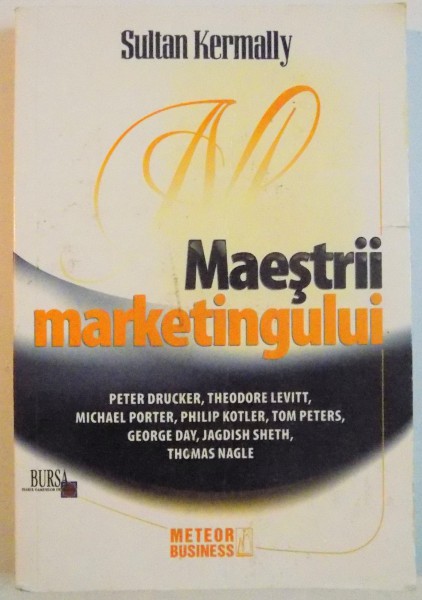 Sultan Kermally
M
Maeştrii
marketingului
PETER DRUCKER, THEODORE LEVITT,
MICHAEL PORTER, PHILIP KOTLER, TOM PETERS,
GEORGE DAY, JAGDISH SHETH,
THOMAS NAGLE
BURSA
METEOR
BUSINESS